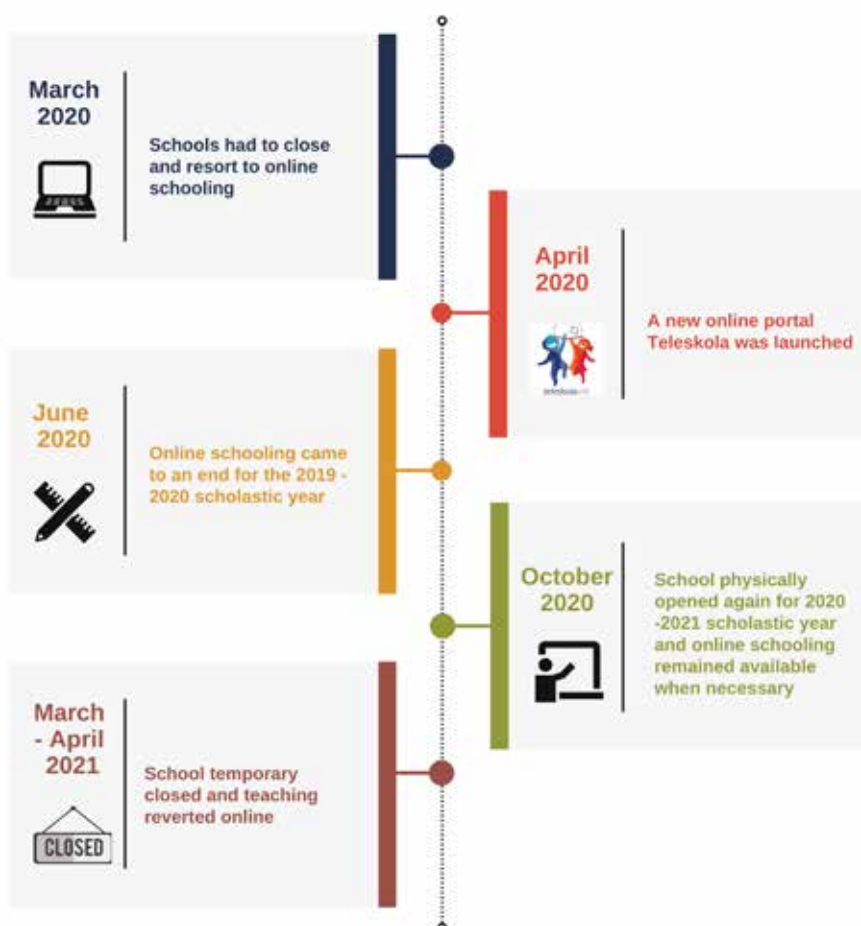 March
2020
Schools had to close
and resort to online
schooling
April
2020
A new online portal
Teleskola was launched
June
2020
Online schooling came
to an end for the 2019 -
2020 scholastic year
October
2020
School physically
opened again for 2020
-2021 scholastic year
and online schooling
remained available
when necessary
March
- April
2021
School temporary
closed and teaching
reverted online
CLOSED